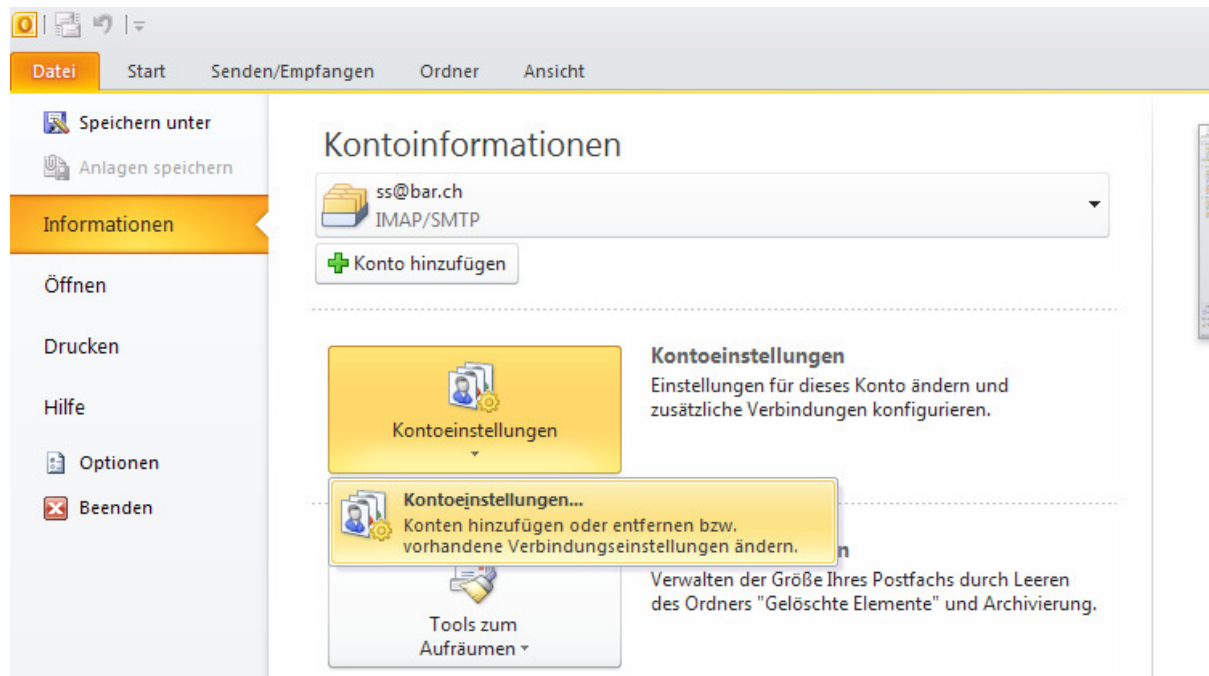 Datei Start Senden/Empfangen Ordner Ansicht
Speichern unter
Anlagen speichern
Informationen
Öffnen
Drucken
Hilfe
Optionen
Beenden
Kontoinformationen
ss@bar.ch
IMAP/SMTP
Konto hinzufügen
Kontoeinstellungen
Kontoeinstellungen
Einstellungen für dieses Konto ändern und
zusätzliche Verbindungen konfigurieren.
Kontoeinstellungen...
Konten hinzufügen oder entfernen bzw.
vorhandene Verbindungseinstellungen ändern.
n
Verwalten der Größe Ihres Postfachs durch Leeren
des Ordners "Gelöschte Elemente" und Archivierung.
Tools zum
Aufräumen